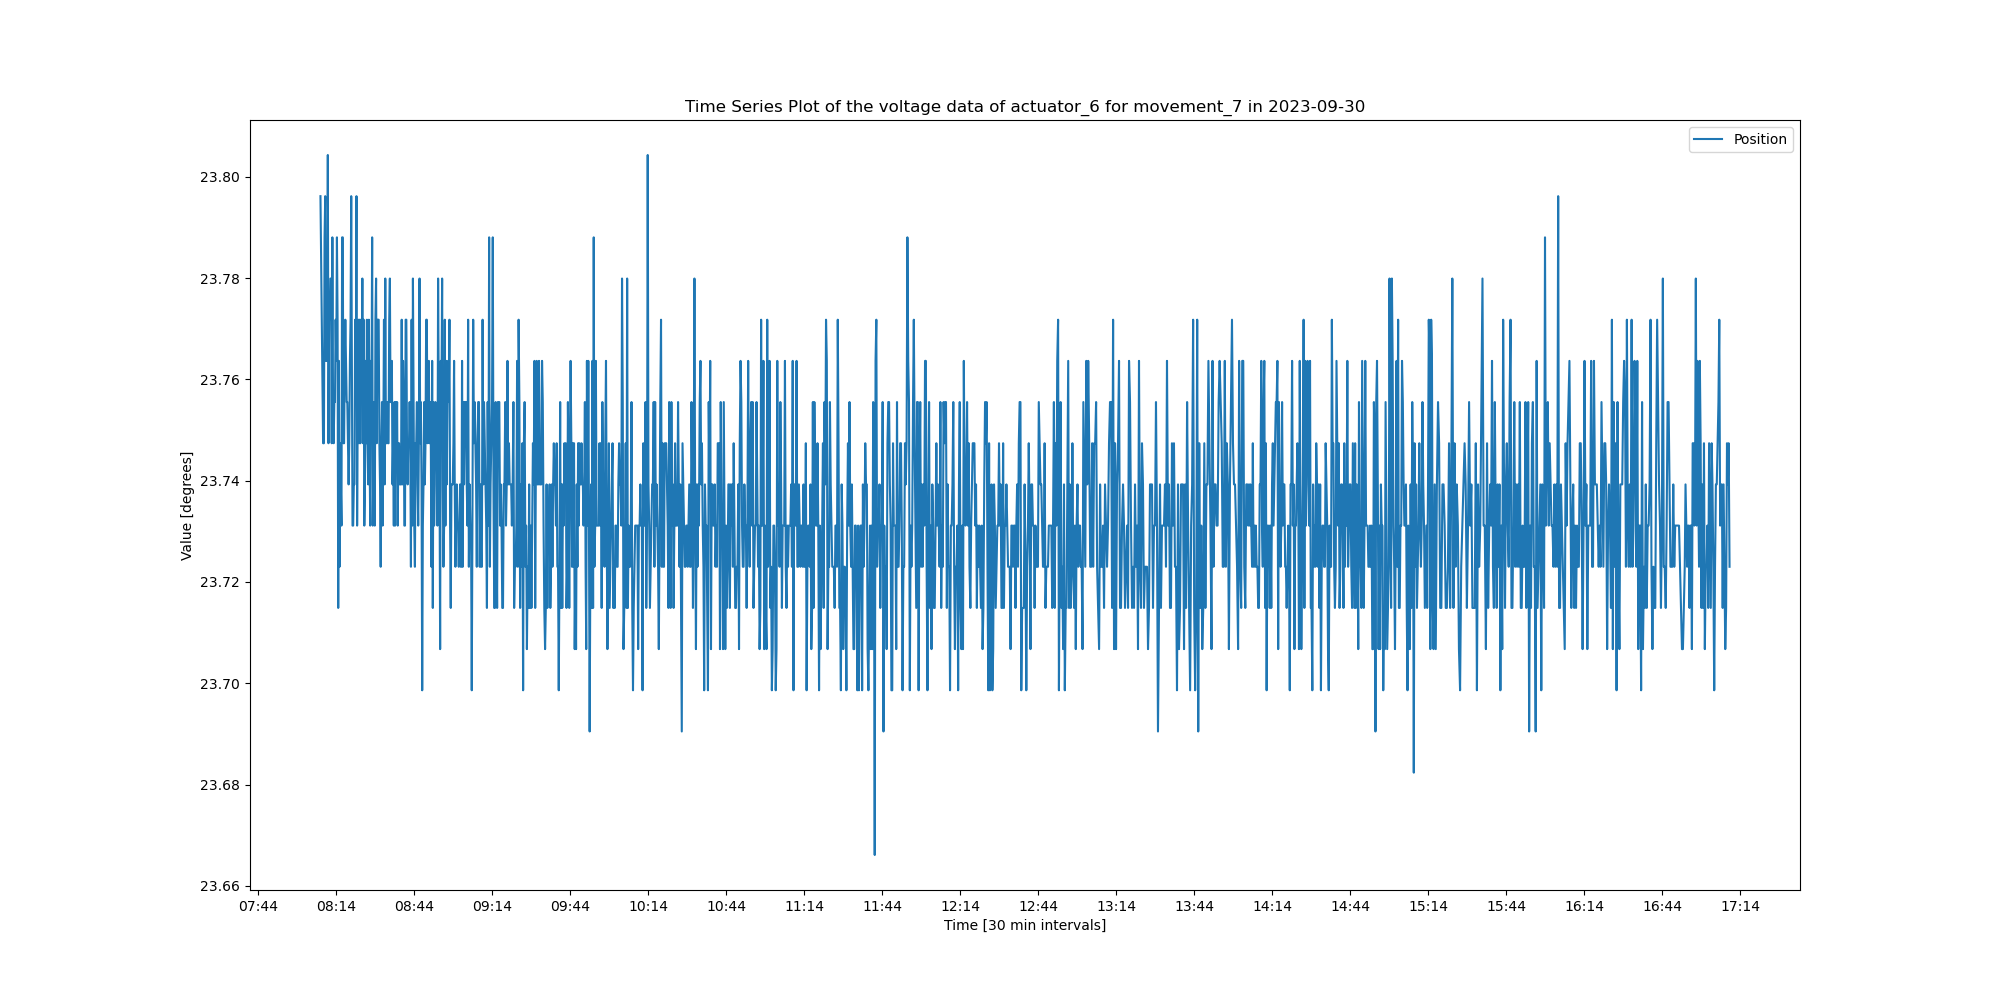 Time Series Plot of the voltage data of actuator_6 for movement_7 in 2023-09-30
Position
23.80
23.78
23.76
23.74
23.72
23.70
23.68
23.66
Value [degrees]
07:44 08:14 08:44 09:14 09:44 10:14 10:44 11:14 11:44 12:14 12:44 13:14 13:44 14:14 14:44 15:14 15:44 16:14 16:44 17:14
Time [30 min intervals]